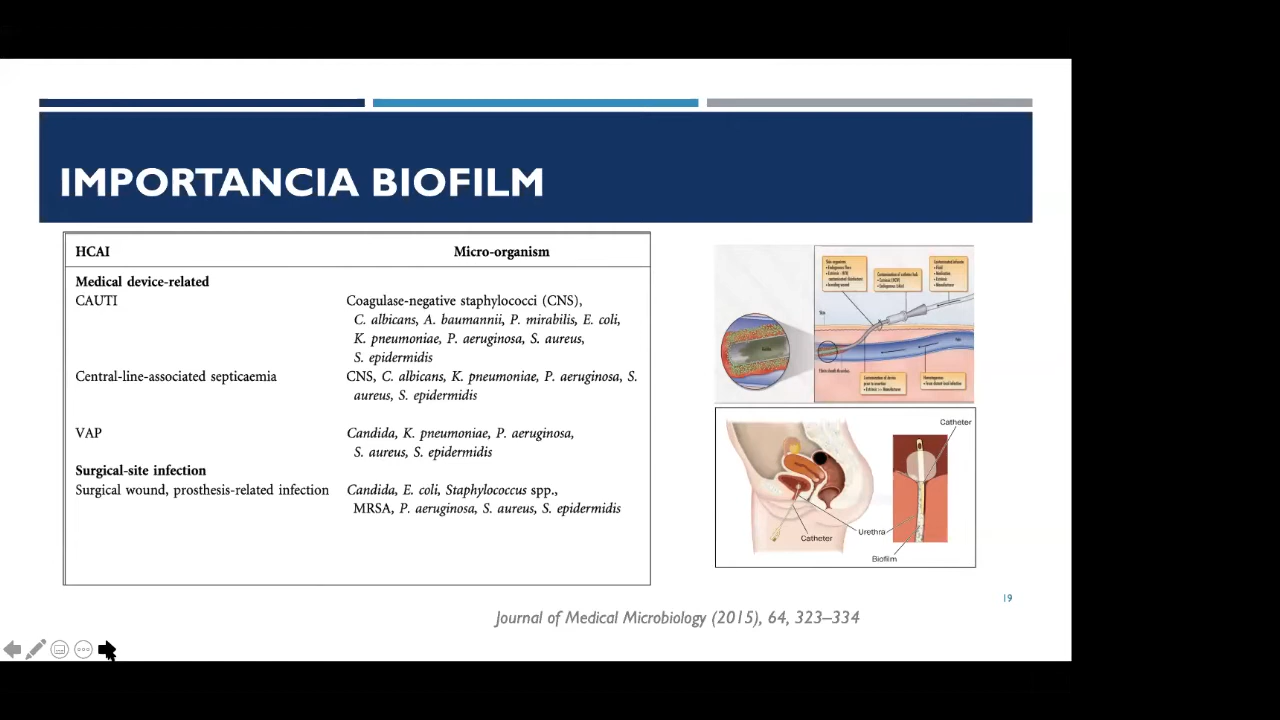 IMPORTANCIA BIOFILM
HCAI Micro-organism
Medical device-related
CAUTI Coagulase-negative staphylococci (CNS),
C. albicans, A. baumannii, P. mirabilis, E. coli,
K. pneumoniae, P. aeruginosa, S. aureus,
S. epidermidis
Central-line-associated septicaemia CNS, C. albicans, K. pneumoniae, P. aeruginosa, S.
aureus, S. epidermidis
VAP Candida, K. pneumoniae, P. aeruginosa,
S. aureus, S. epidermidis
Surgical-site infection
Surgical wound, prosthesis-related infection Candida, E. coli, Staphylococcus spp.,
MRSA, P. aeruginosa, S. aureus, S. epidermidis
Skin
Vein
Catheter
Catheter
Urethra
Biofilm
19
Journal of Medical Microbiology (2015), 64, 323–334